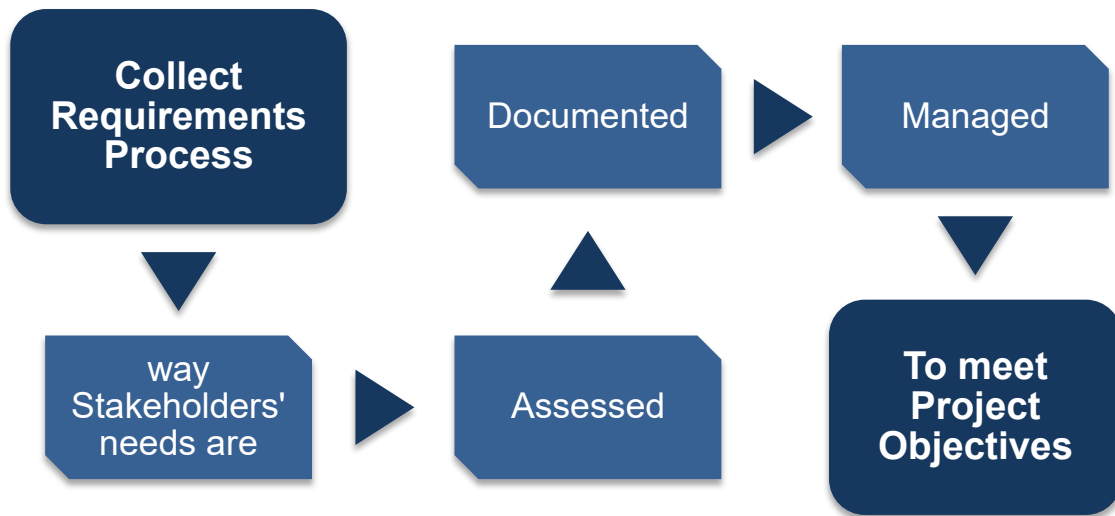 Collect
Requirements
Process
way
Stakeholders'
needs are
Assessed
Documented
Managed
To meet
Project
Objectives